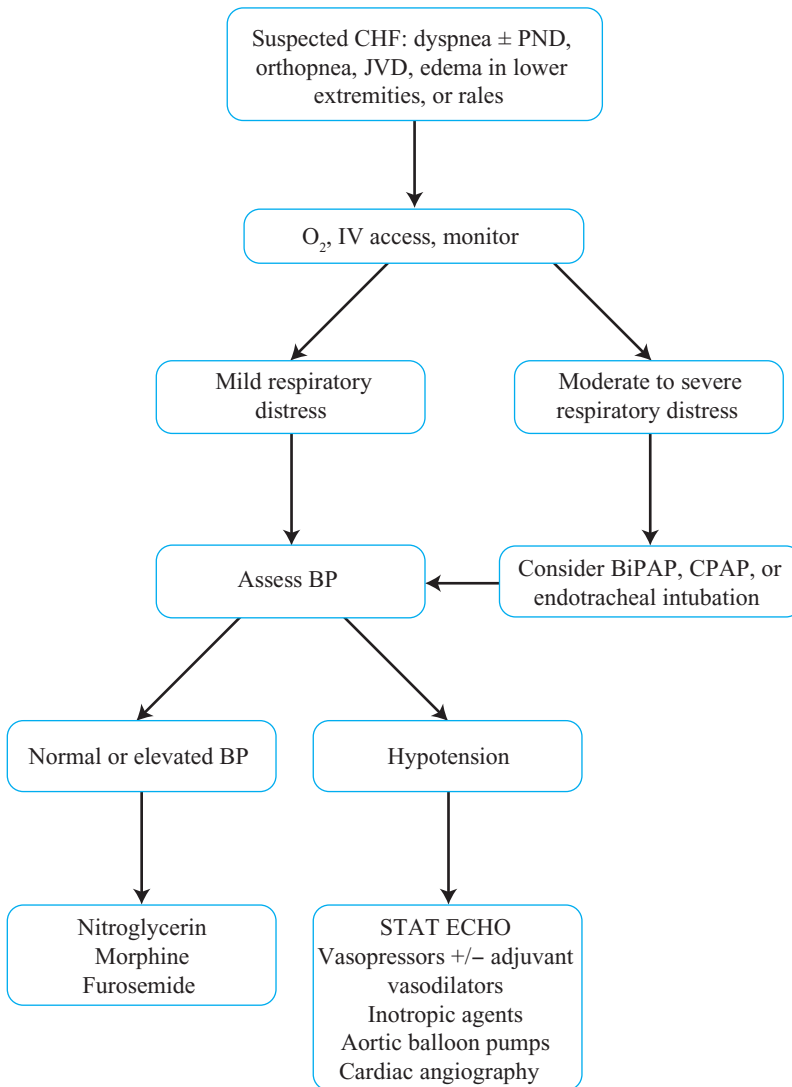 Suspected CHF: dyspnea ± PND,
orthopnea, JVD, edema in lower
extremities, or rales
O₂, IV access, monitor
Mild respiratory
distress
Moderate to severe
respiratory distress
Assess BP
Consider BiPAP, CPAP, or
endotracheal intubation
Normal or elevated BP
Hypotension
Nitroglycerin
Morphine
Furosemide
STAT ECHO
Vasopressors +/− adjuvant
vasodilators
Inotropic agents
Aortic balloon pumps
Cardiac angiography